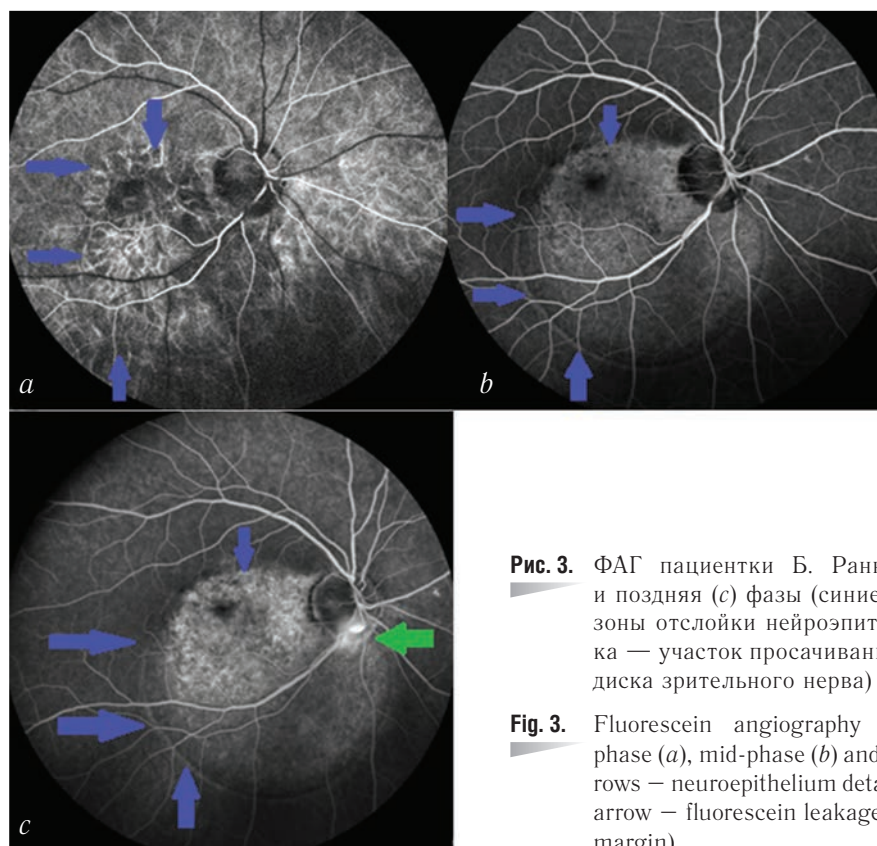 a
b
c
Рис. 3. ФАГ пациентки Б. Ранн
и поздняя (c) фазы (синие
зоны отслойки нейроэпит
ка — участок просачиван
диска зрительного нерва)
Fig. 3. Fluorescein angiography
phase (a), mid-phase (b) and
rows — neuroepithelium deta
arrow — fluorescein leakage
margin)